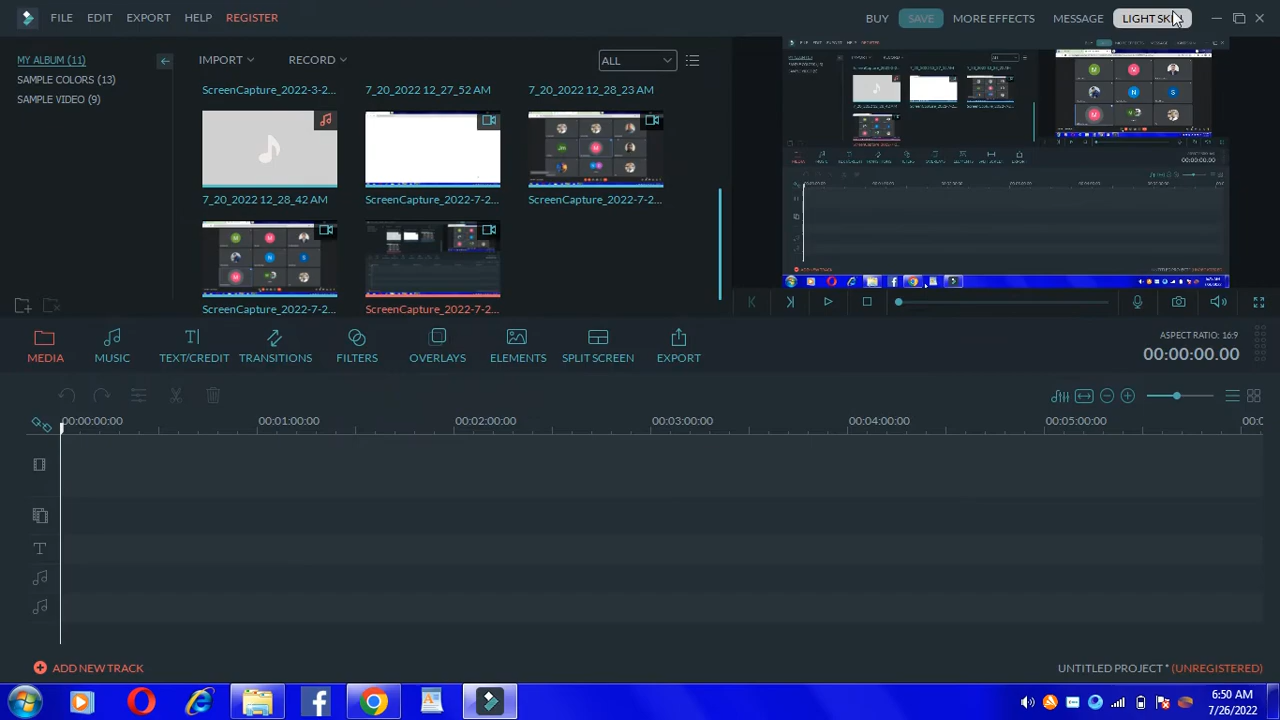 FILE EDIT EXPORT HELP REGISTER BUY SAVE MORE EFFECTS MESSAGE LIGHT SK
MY ALBUM (11)
SAMPLE COLORS (15)
SAMPLE VIDEO (9)
IMPORT RECORD ALL
ScreenCapture_2022-3-2... 7_20_2022 12_27_52 AM 7_20_2022 12_28_23 AM
7_20_2022 12_28_42 AM ScreenCapture_2022-7-2... ScreenCapture_2022-7-2...
ScreenCapture_2022-7-2... ScreenCapture_2022-7-2...
MEDIA MUSIC TEXT/CREDIT TRANSITIONS FILTERS OVERLAYS ELEMENTS SPLIT SCREEN EXPORT
ASPECT RATIO: 16:9
00:00:00.00
00:00:00:00 00:01:00:00 00:02:00:00 00:03:00:00 00:04:00:00 00:05:00:00 00:0
ADD NEW TRACK
UNTITLED PROJECT * (UNREGISTERED)
6:50 AM
7/26/2022